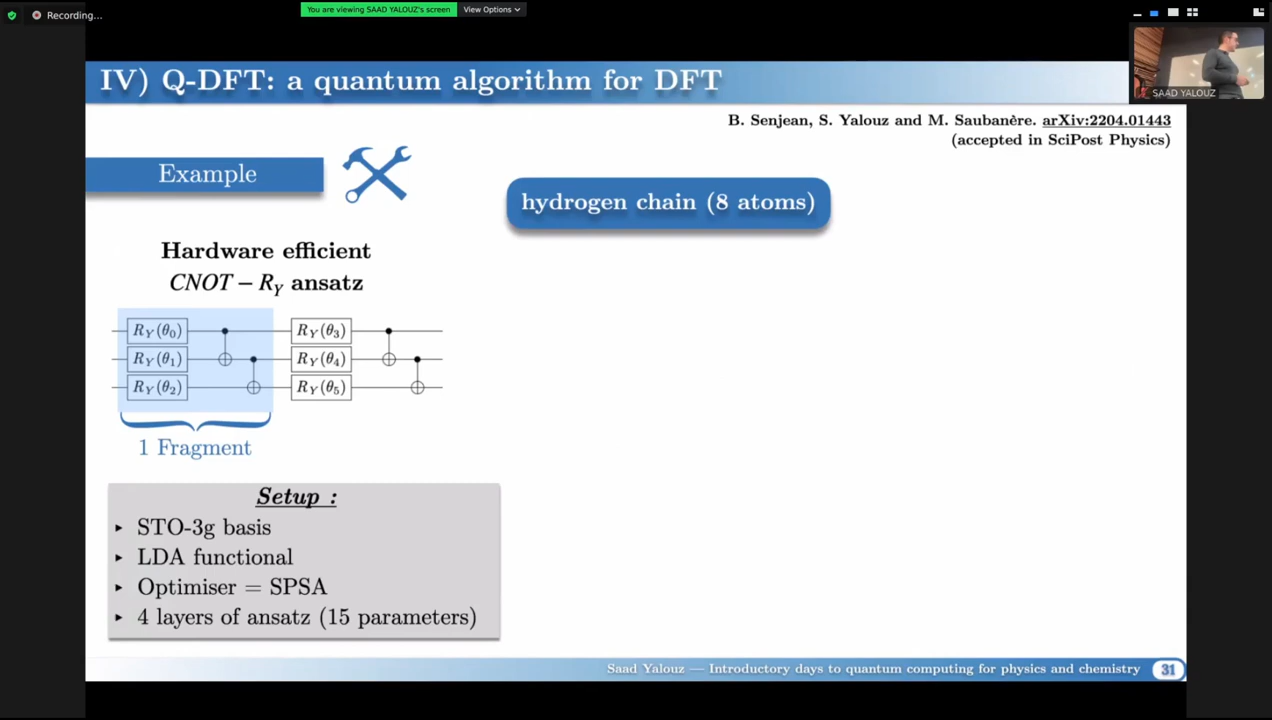 Recording...
You are viewing SAAD YALOUZ's screen
View Options
SAAD YALOUZ
IV) Q-DFT: a quantum algorithm for DFT
B. Senjean, S. Yalouz and M. Saubanère. arXiv:2204.01443
(accepted in SciPost Physics)
Example
hydrogen chain (8 atoms)
Hardware efficient
CNOT − R_Y ansatz
R_Y(θ_0) R_Y(θ_3)
R_Y(θ_1) R_Y(θ_4)
R_Y(θ_2) R_Y(θ_5)
1 Fragment
Setup :
‣ STO-3g basis
‣ LDA functional
‣ Optimiser = SPSA
‣ 4 layers of ansatz (15 parameters)
Saad Yalouz — Introductory days to quantum computing for physics and chemistry 31